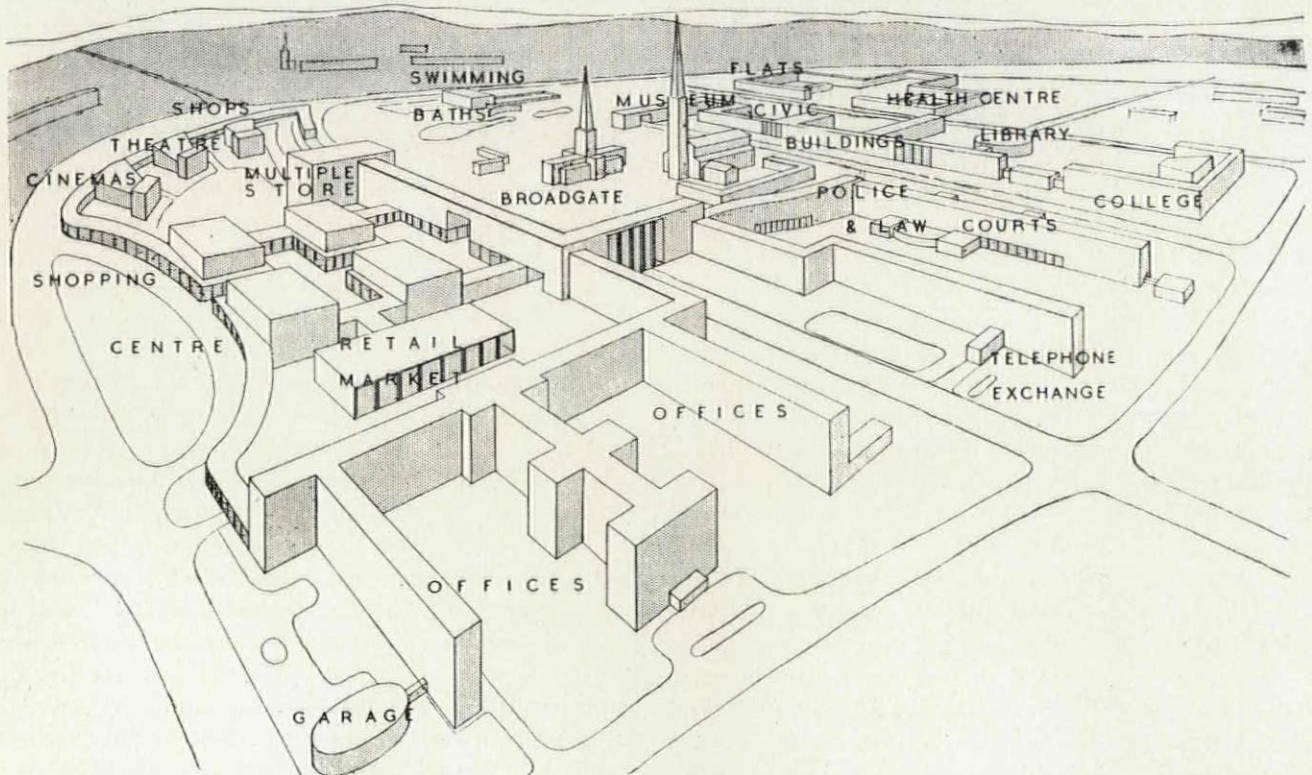 FLATS
SWIMMING
BATHS
MUSEUM
CIVIC
BUILDINGS
HEALTH CENTRE
LIBRARY
SHOPS
THEATRE
CINEMAS
MULTIPLE
STORE
BROADGATE
POLICE
& LAW COURTS
COLLEGE
SHOPPING
CENTRE
RETAIL
MARKET
TELEPHONE
EXCHANGE
OFFICES
OFFICES
GARAGE